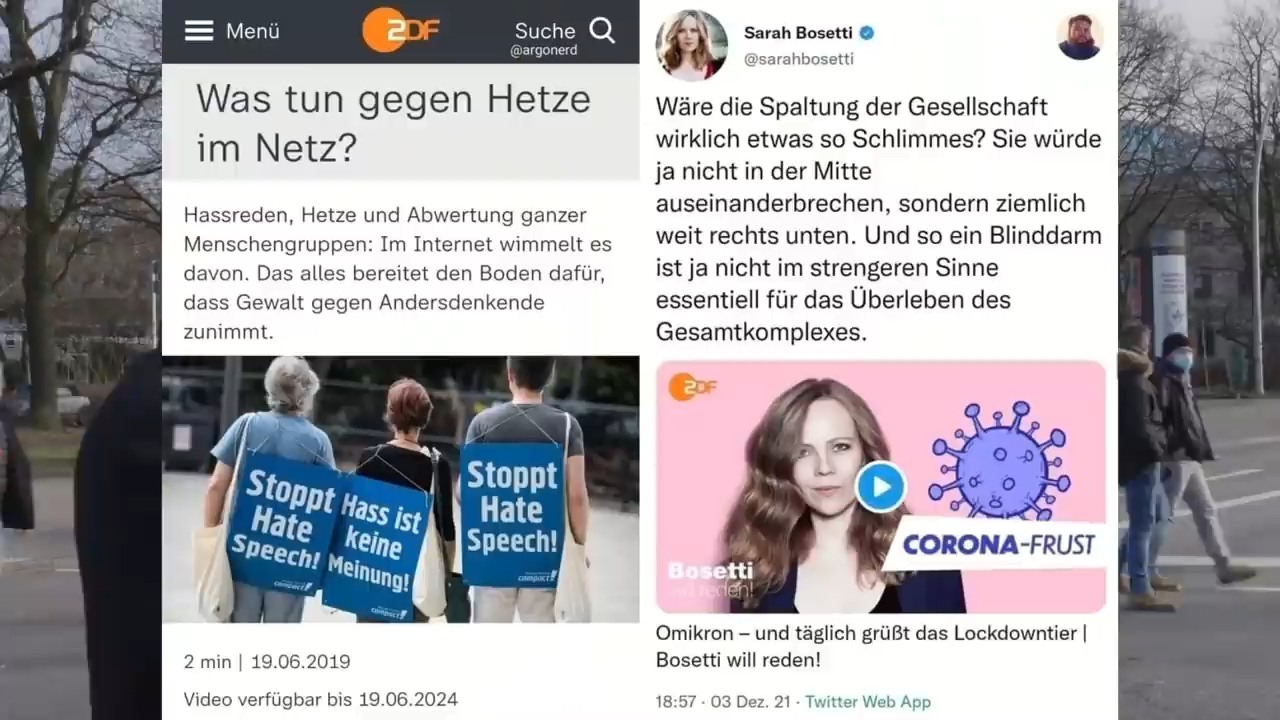 Menü
ZDF
Suche
@argonerd
Was tun gegen Hetze
im Netz?
Hassreden, Hetze und Abwertung ganzer
Menschengruppen: Im Internet wimmelt es
davon. Das alles bereitet den Boden dafür,
dass Gewalt gegen Andersdenkende
zunimmt.
Stoppt
Hate
Speech!
compact!
Hass ist
keine
Meinung!
compact!
Stoppt
Hate
Speech!
compact!
2 min | 19.06.2019
Video verfügbar bis 19.06.2024
Sarah Bosetti
@sarahbosetti
Wäre die Spaltung der Gesellschaft
wirklich etwas so Schlimmes? Sie würde
ja nicht in der Mitte
auseinanderbrechen, sondern ziemlich
weit rechts unten. Und so ein Blinddarm
ist ja nicht im strengeren Sinne
essentiell für das Überleben des
Gesamtkomplexes.
ZDF
CORONA-FRUST
Bosetti
will reden!
Omikron – und täglich grüßt das Lockdowntier |
Bosetti will reden!
18:57 · 03 Dez. 21 · Twitter Web App